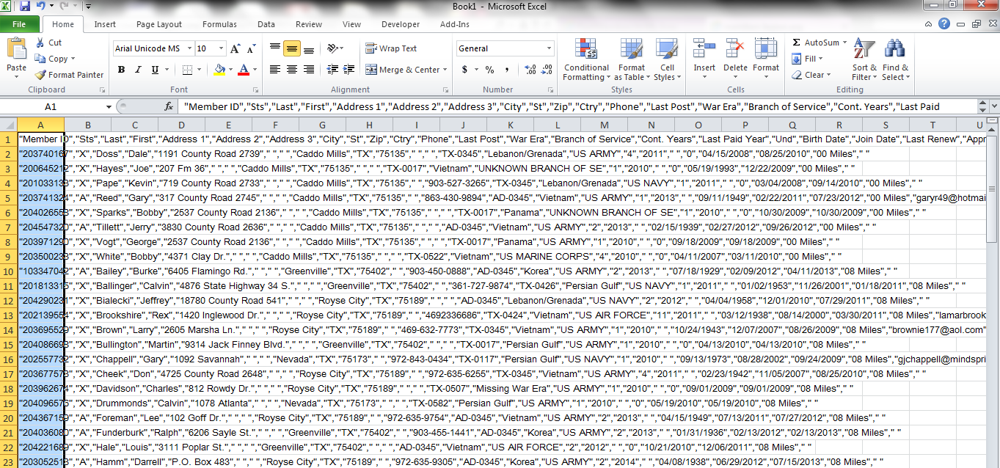 Book1 - Microsoft Excel
File Home Insert Page Layout Formulas Data Review View Developer Add-Ins
Paste Cut Copy Format Painter Clipboard
Arial Unicode MS 10 B I U Font
Wrap Text Merge & Center Alignment
General $ % , Number
Conditional Formatting Format as Table Cell Styles Styles
Insert Delete Format Cells
Σ AutoSum Fill Clear Sort & Filter Find & Select Editing
A1 fx "Member ID","Sts","Last","First","Address 1","Address 2","Address 3","City","St","Zip","Ctry","Phone","Last Post","War Era","Branch of Service","Cont. Years","Last Paid
A B C D E F G H I J K L M N O P Q R S T U
1 "Member ID","Sts","Last","First","Address 1","Address 2","Address 3","City","St","Zip","Ctry","Phone","Last Post","War Era","Branch of Service","Cont. Years","Last Paid Year","Und","Birth Date","Join Date","Last Renew","Appr
2 "203740167","X","Doss","Dale","1191 County Road 2739"," "," ","Caddo Mills","TX","75135"," "," ","TX-0345","Lebanon/Grenada","US ARMY","4","2011"," ","0","04/15/2008","08/25/2010","00 Miles"," "
3 "200645212","X","Hayes","Joe","207 Fm 36"," "," ","Caddo Mills","TX","75135"," "," ","TX-0017","Vietnam","UNKNOWN BRANCH OF SE","1","2010"," ","0","05/19/1993","12/22/2009","00 Miles"," "
4 "201033133","X","Pape","Kevin","719 County Road 2733"," "," ","Caddo Mills","TX","75135"," ","903-527-3265","TX-0345","Lebanon/Grenada","US NAVY","1","2011"," ","0","03/04/2008","09/14/2010","00 Miles"," "
5 "203741324","A","Reed","Gary","317 County Road 2745"," "," ","Caddo Mills","TX","75135"," ","863-430-9894","AD-0345","Vietnam","US ARMY","1","2013"," ","09/11/1949","02/22/2011","07/23/2012","00 Miles","garyr49@hotmai
6 "204026553","X","Sparks","Bobby","2537 County Road 2136"," "," ","Caddo Mills","TX","75135"," "," ","TX-0017","Panama","UNKNOWN BRANCH OF SE","1","2010"," ","0","10/30/2009","10/30/2009","00 Miles"," "
7 "204547320","A","Tillett","Jerry","3830 County Road 2636"," "," ","Caddo Mills","TX","75135"," "," ","AD-0345","Vietnam","US ARMY","2","2013"," ","02/15/1939","02/27/2012","09/26/2012","00 Miles"," "
8 "203971290","X","Vogt","George","2537 County Road 2136"," "," ","Caddo Mills","TX","75135"," "," ","TX-0017","Panama","US ARMY","1","2010"," ","0","09/18/2009","09/18/2009","00 Miles"," "
9 "203500233","X","White","Bobby","4371 Clay Dr."," "," ","Caddo Mills","TX","75135"," "," ","TX-0522","Vietnam","US MARINE CORPS","4","2010"," ","0","04/11/2007","03/11/2010","00 Miles"," "
10 "103347042","A","Bailey","Burke","6405 Flamingo Rd."," "," ","Greenville","TX","75402"," ","903-450-0888","AD-0345","Korea","US ARMY","2","2013"," ","07/18/1929","02/09/2012","04/11/2013","08 Miles"," "
11 "201813315","X","Ballinger","Calvin","4876 State Highway 34 S."," "," ","Greenville","TX","75402"," ","361-727-9874","TX-0426","Persian Gulf","US NAVY","1","2011"," ","01/02/1953","11/26/2001","01/18/2011","08 Miles"," "
12 "204290231","X","Bialecki","Jeffrey","18780 County Road 541"," "," ","Royse City","TX","75189"," "," ","AD-0345","Lebanon/Grenada","US NAVY","2","2012"," ","04/04/1958","12/01/2010","07/29/2011","08 Miles"," "
13 "202139554","X","Brookshire","Rex","1420 Inglewood Dr."," "," ","Royse City","TX","75189"," ","4692336686","TX-0424","Vietnam","US AIR FORCE","11","2011"," ","03/12/1938","08/14/2000","03/30/2011","08 Miles","lamarbrook
14 "203695529","X","Brown","Larry","2605 Marsha Ln."," "," ","Royse City","TX","75189"," ","469-632-7773","TX-0345","Vietnam","US ARMY","1","2010"," ","10/24/1943","12/07/2007","08/26/2009","08 Miles","brownie177@aol.com"
15 "204086693","X","Bullington","Martin","9314 Jack Finney Blvd."," "," ","Greenville","TX","75402"," "," ","TX-0017","Persian Gulf","US ARMY","1","2010"," ","0","04/13/2010","04/13/2010","08 Miles"," "
16 "202557732","X","Chappell","Gary","1092 Savannah"," "," ","Nevada","TX","75173"," ","972-843-0434","TX-0117","Persian Gulf","US NAVY","1","2010"," ","09/13/1973","08/28/2002","09/24/2009","08 Miles","gjchappell@mindspri
17 "203677573","X","Cheek","Don","4725 County Road 2648"," "," ","Royse City","TX","75189"," ","972-635-6255","TX-0345","Vietnam","US ARMY","4","2011"," ","02/23/1942","11/05/2007","08/25/2010","08 Miles"," "
18 "203962674","X","Davidson","Charles","812 Rowdy Dr."," "," ","Royse City","TX","75189"," "," ","TX-0507","Missing War Era","US ARMY","1","2010"," ","0","09/01/2009","09/01/2009","08 Miles"," "
19 "204096576","X","Drummonds","Calvin","1078 Atlanta"," "," ","Nevada","TX","75173"," "," ","TX-0582","Persian Gulf","US ARMY","1","2010"," ","0","05/19/2010","05/19/2010","08 Miles"," "
20 "204367159","A","Foreman","Lee","102 Goff Dr."," "," ","Royse City","TX","75189"," ","972-635-9754","AD-0345","Vietnam","US ARMY","2","2013"," ","04/15/1949","07/13/2011","07/27/2012","08 Miles"," "
21 "204036080","A","Funderburk","Ralph","6206 Sayle St."," "," ","Greenville","TX","75402"," ","903-455-1441","AD-0345","Korea","US ARMY","2","2013"," ","01/31/1936","02/13/2012","02/13/2013","08 Miles"," "
22 "204221689","X","Hale","Louis","3111 Poplar St."," "," ","Greenville","TX","75402"," "," ","AD-0345","Vietnam","US AIR FORCE","2","2012"," ","0","10/21/2010","12/06/2011","08 Miles"," "
23 "203052513","A","Hamm","Darrell","P.O. Box 483"," "," ","Royse City","TX","75189"," ","972-635-9305","AD-0345","Korea","US ARMY","2","2014"," ","04/08/1938","06/29/2012","07/15/2013","08 Miles"," "